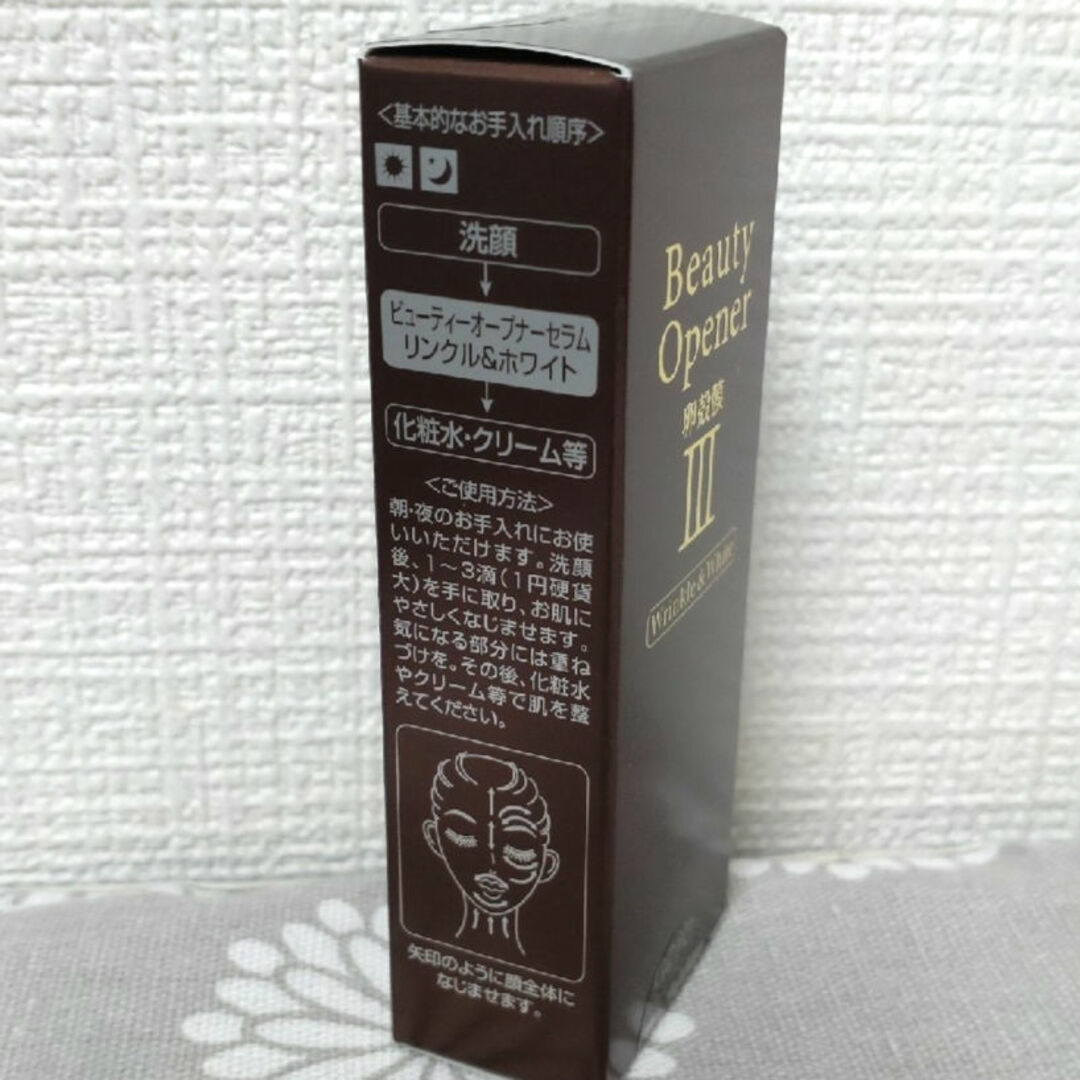 <基本的なお手入れ順序>
洗顔
ビューティーオープナーセラム
リンクル&ホワイト
化粧水・クリーム等
<ご使用方法>
朝・夜のお手入れにお使
いいただけます。洗顔
後、1~3滴(1円硬貨
大)を手に取り、お肌に
やさしくなじませます。
気になる部分には重ね
づけを。その後、化粧水
やクリーム等で肌を整
えてください。
矢印のように顔全体に
なじませます。
Beauty
Opener
卵殻膜
III
Wrinkle&White